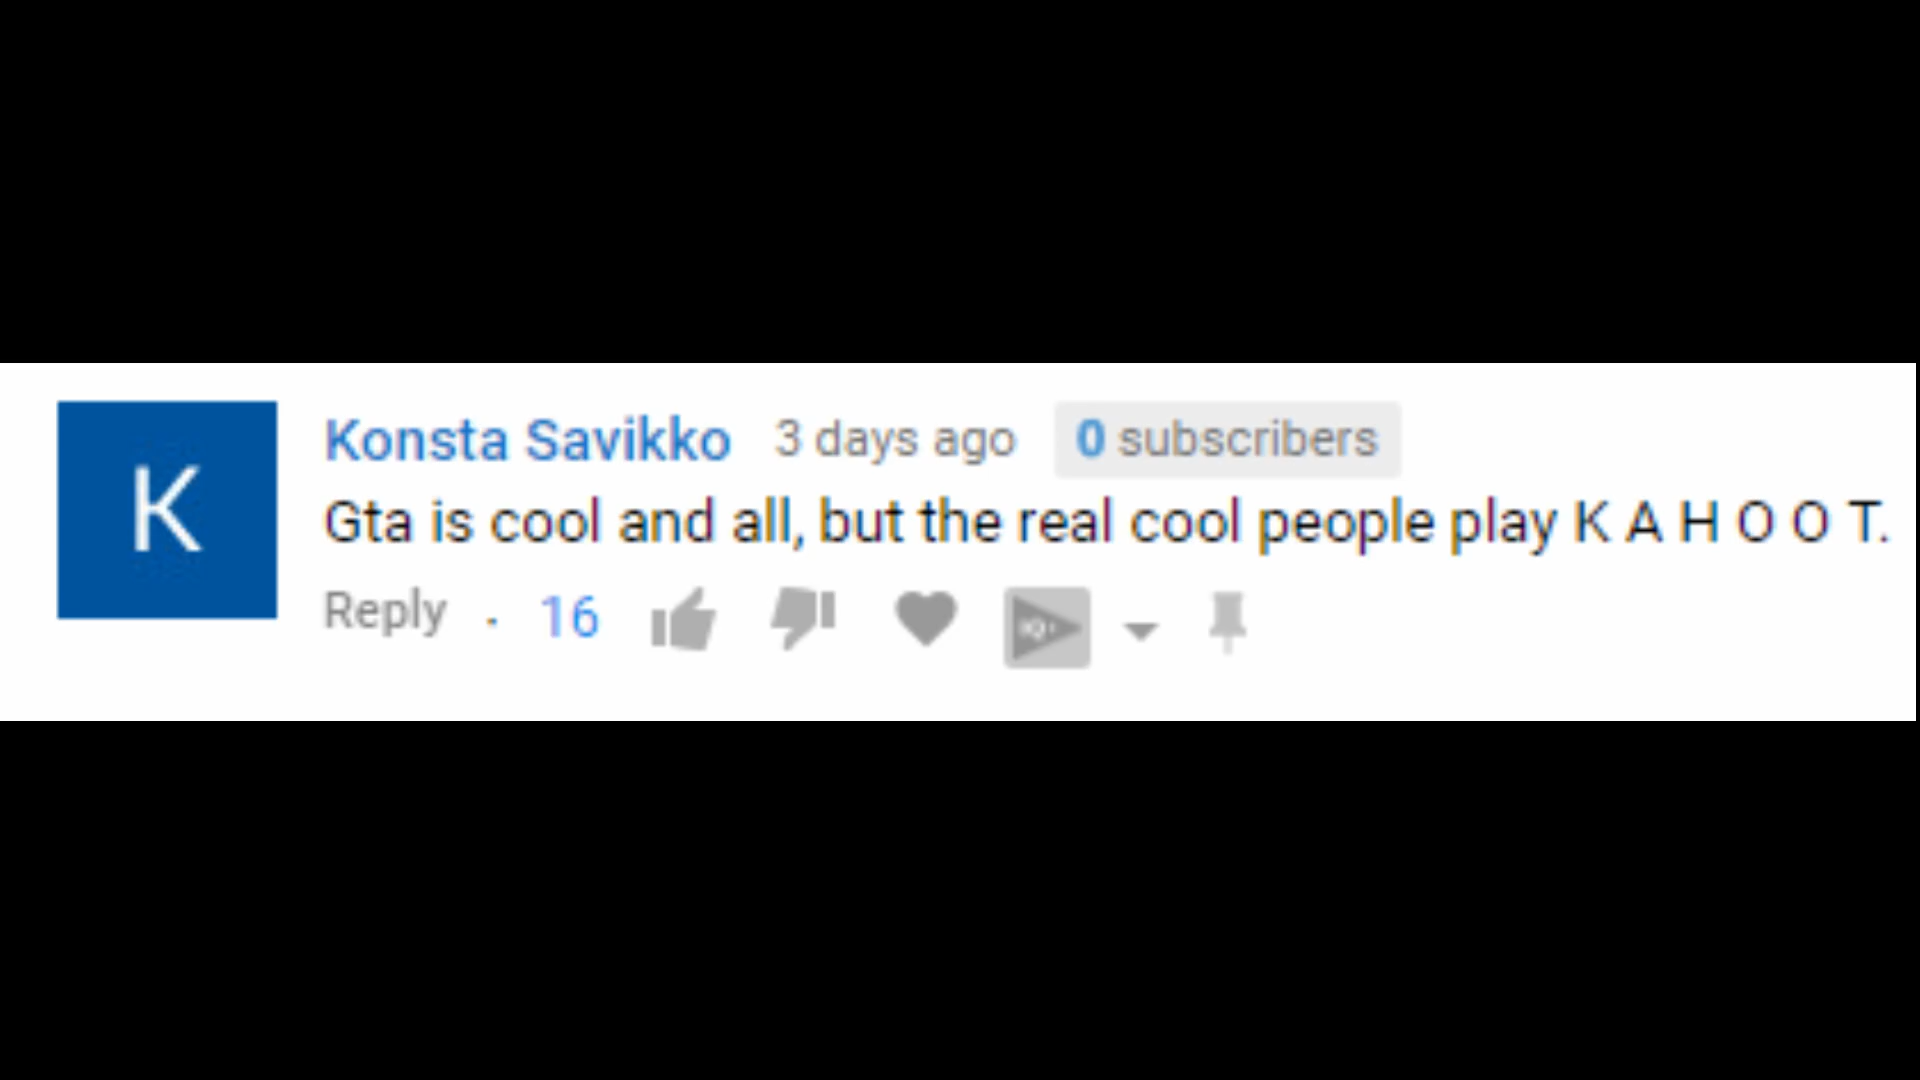 K
Konsta Savikko 3 days ago 0 subscribers
Gta is cool and all, but the real cool people play K A H O O T.
Reply · 16